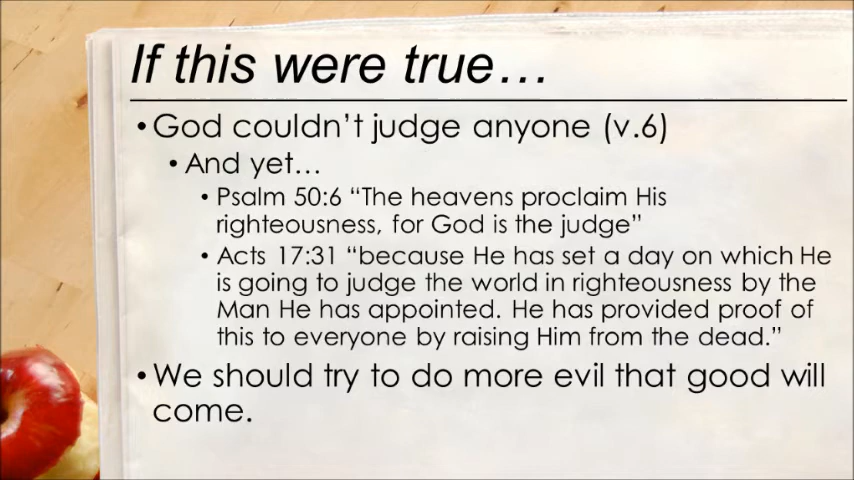 If this were true…
• God couldn’t judge anyone (v.6)
• And yet…
• Psalm 50:6 “The heavens proclaim His
righteousness, for God is the judge”
• Acts 17:31 “because He has set a day on which He
is going to judge the world in righteousness by the
Man He has appointed. He has provided proof of
this to everyone by raising Him from the dead.”
• We should try to do more evil that good will
come.